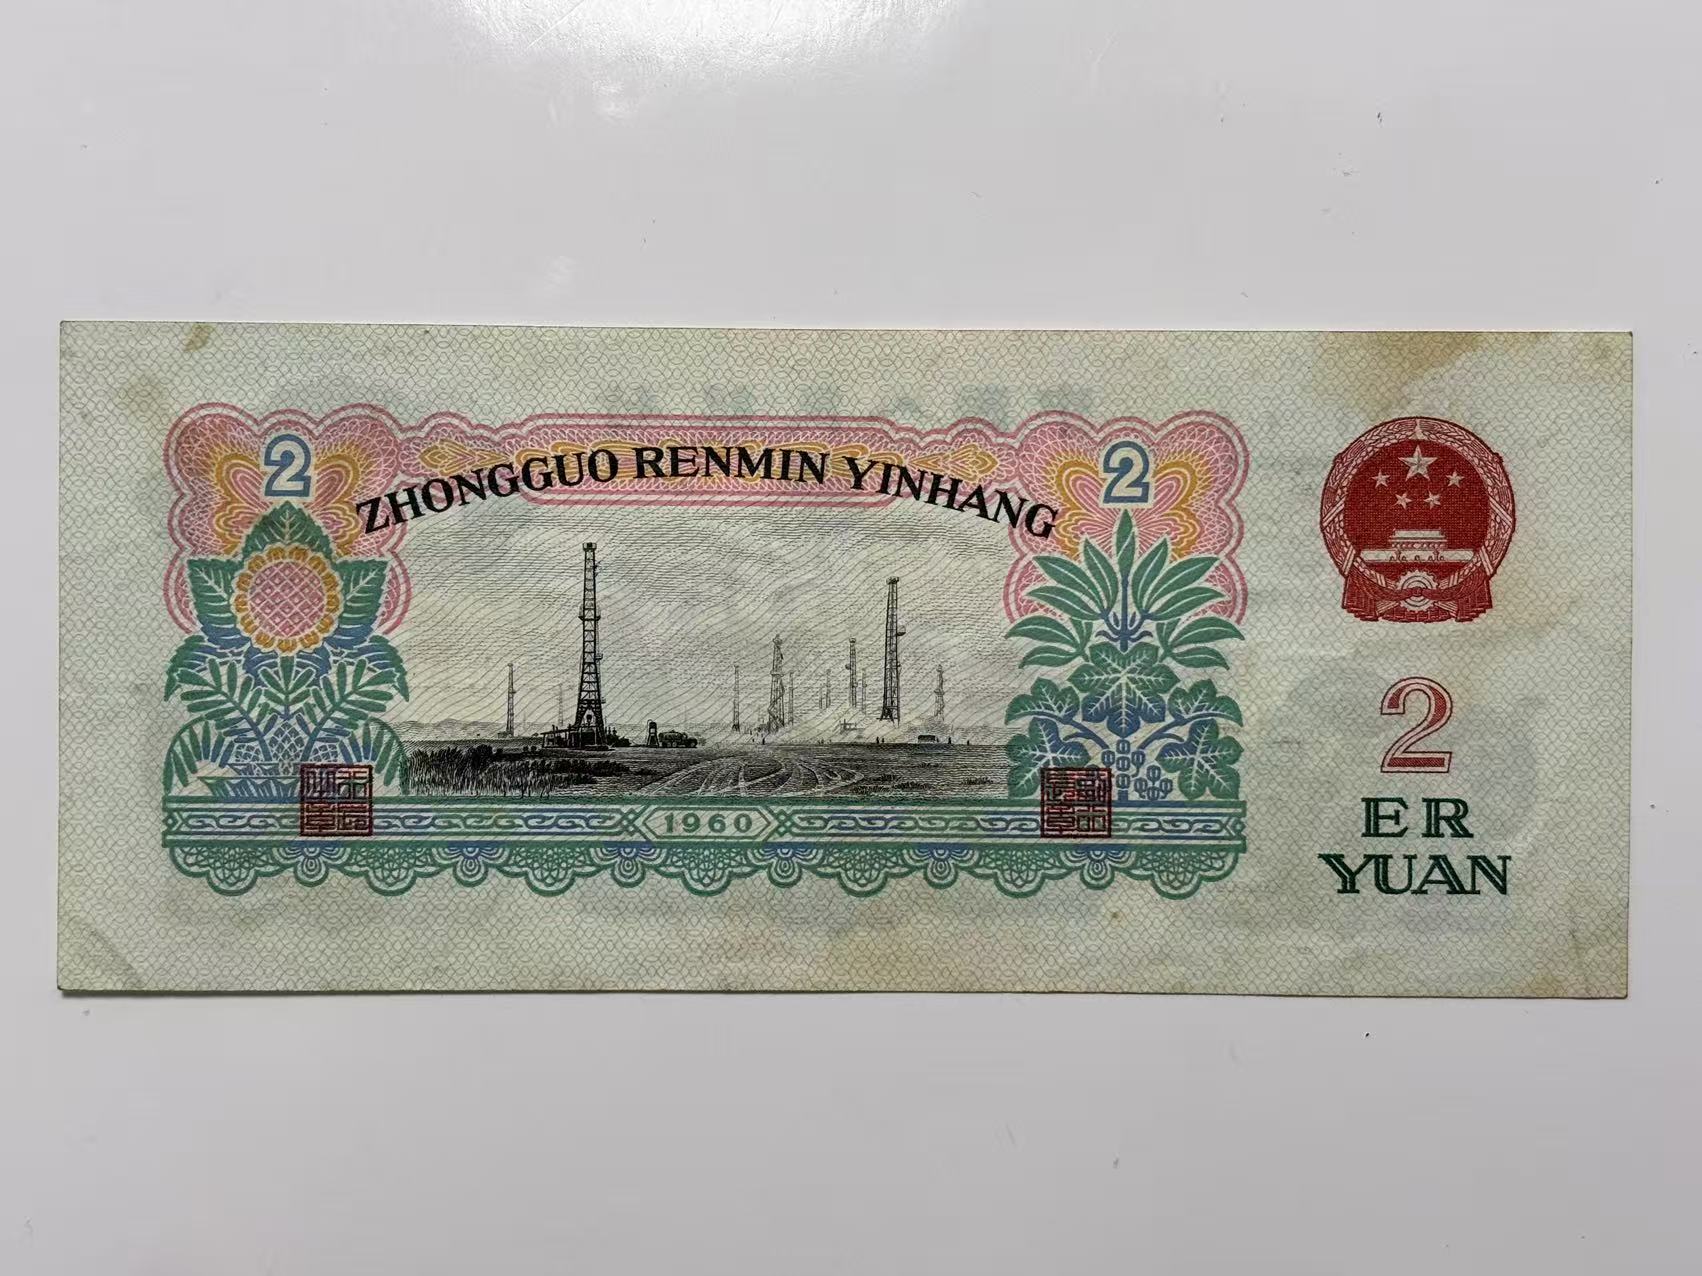 2
ZHONGGUO RENMIN YINHANG
2
1960
2
ER
YUAN